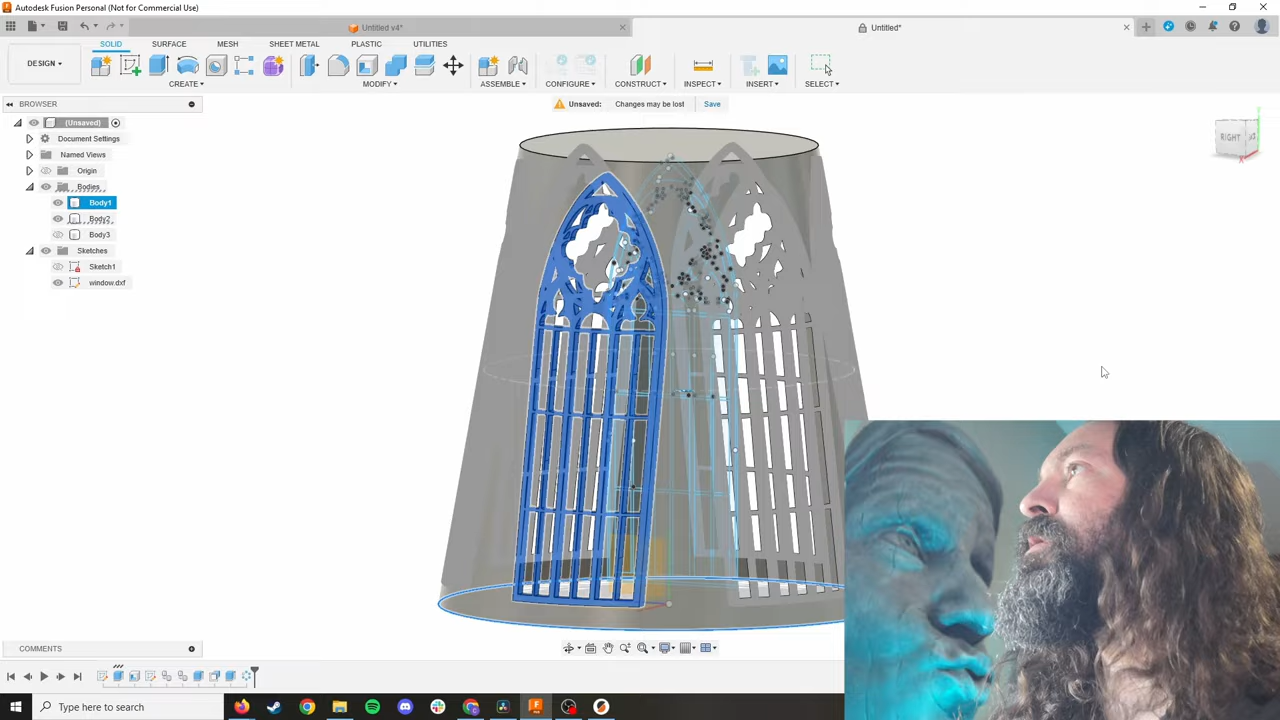 Autodesk Fusion Personal (Not for Commercial Use)
Untitled v4*
Untitled*
DESIGN
SOLID
SURFACE
MESH
SHEET METAL
PLASTIC
UTILITIES
CREATE
MODIFY
ASSEMBLE
CONFIGURE
CONSTRUCT
INSPECT
INSERT
SELECT
BROWSER
Unsaved:
Changes may be lost
Save
(Unsaved)
Document Settings
Named Views
Origin
Bodies
Body1
Body2
Body3
Sketches
Sketch1
window.dxf
RIGHT
COMMENTS
Type here to search